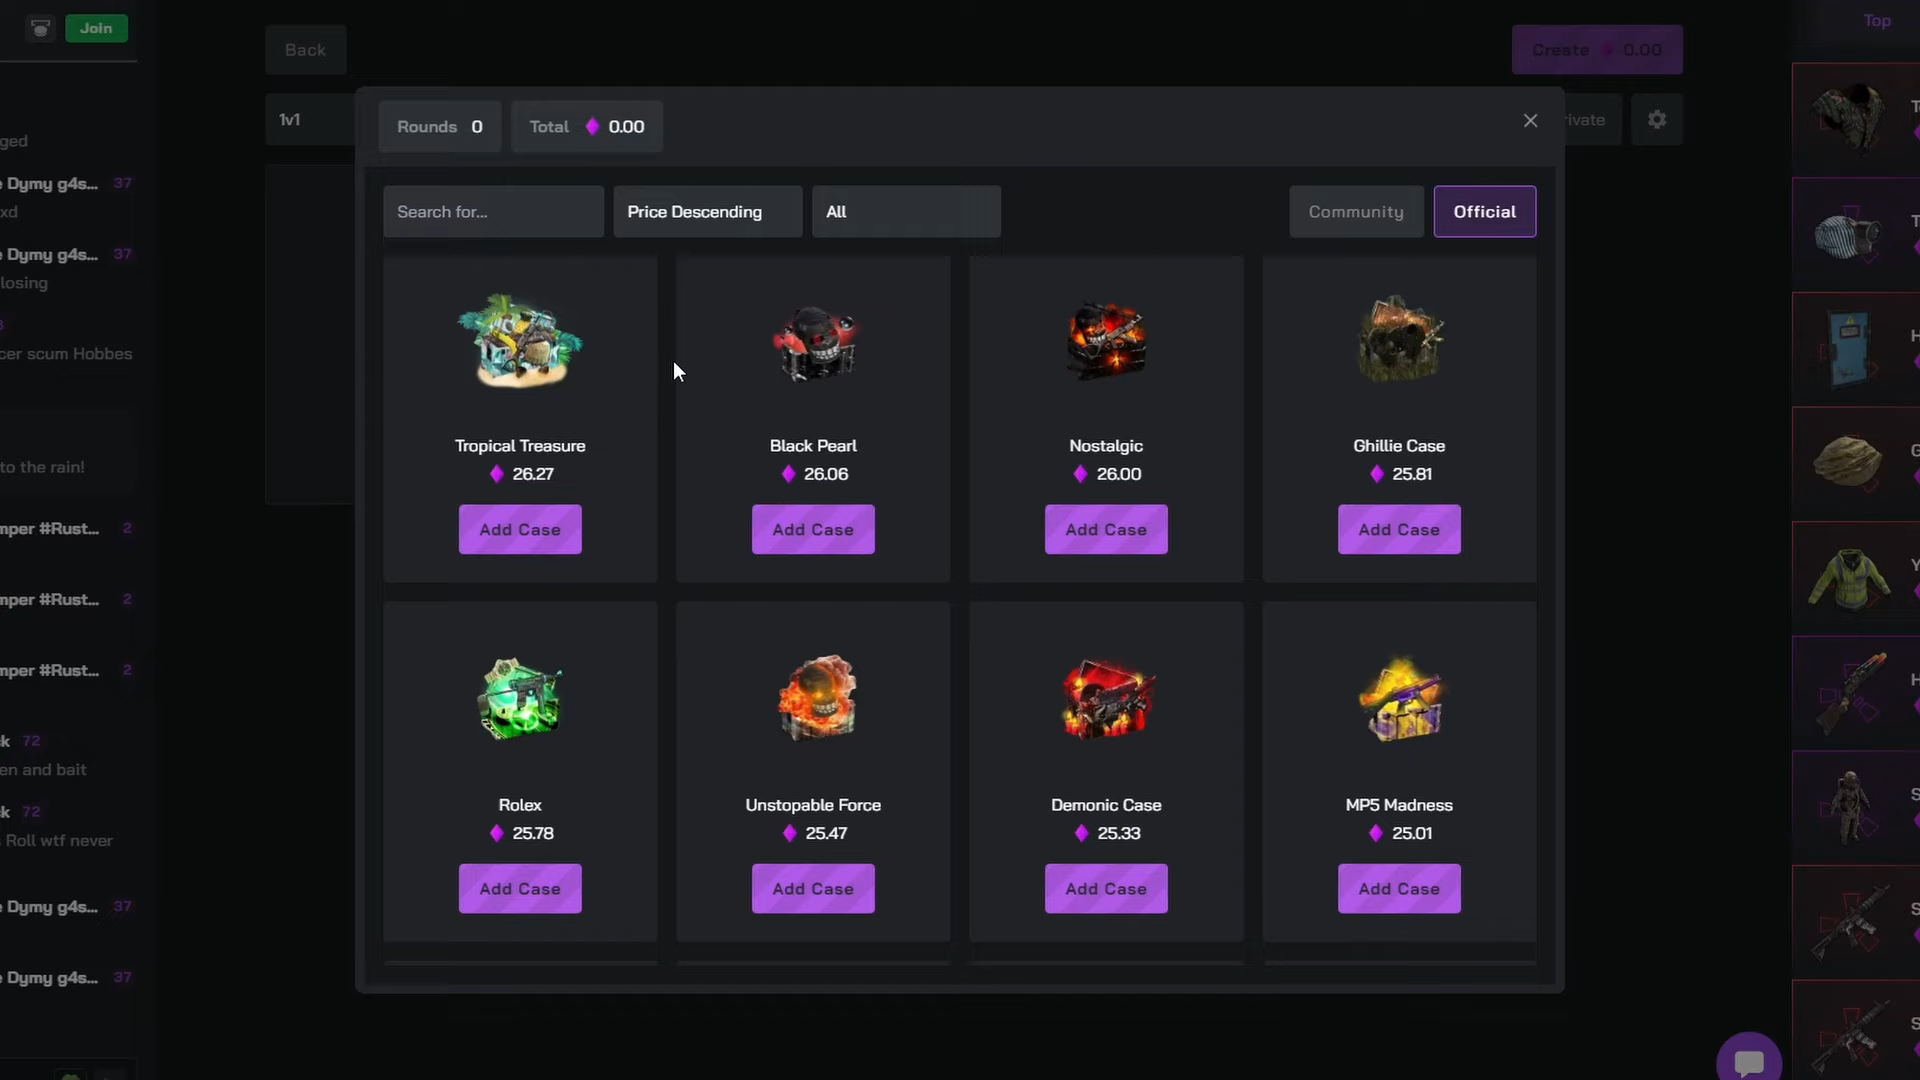 Join
Back
Create 0.00
Top
1v1
Rounds 0
Total 0.00
ivate
ged
Search for...
Price Descending
All
Community
Official
e Dymy g4s... 37
xd
e Dymy g4s... 37
losing
cer scum Hobbes
to the rain!
mper #Rust... 2
mper #Rust... 2
mper #Rust... 2
ck 72
en and bait
ck 72
s Roll wtf never
e Dymy g4s... 37
e Dymy g4s... 37
Tropical Treasure
26.27
Add Case
Black Pearl
26.06
Add Case
Nostalgic
26.00
Add Case
Ghillie Case
25.81
Add Case
Rolex
25.78
Add Case
Unstopable Force
25.47
Add Case
Demonic Case
25.33
Add Case
MP5 Madness
25.01
Add Case